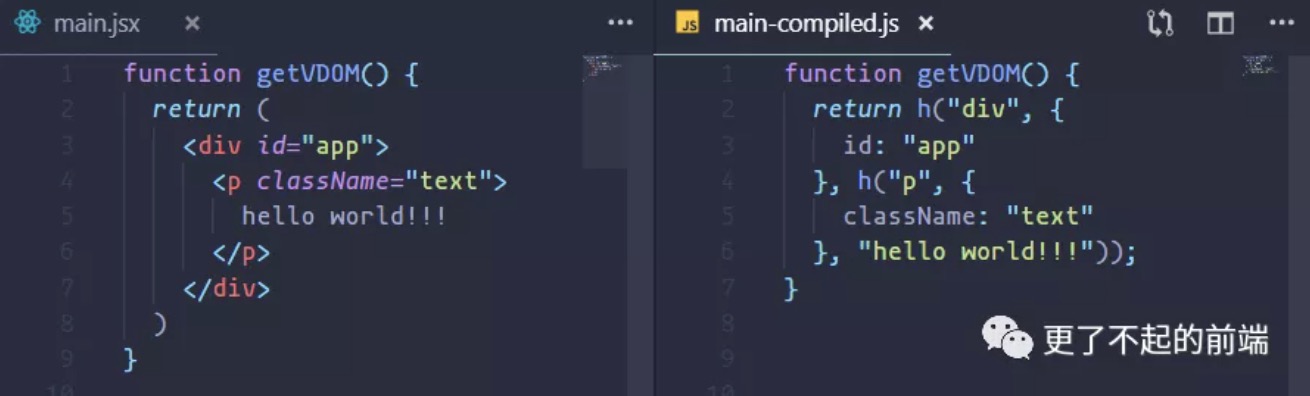 main.jsx
1 function getVDOM() {
2 return (
3 <div id="app">
4 <p className="text">
5 hello world!!!
6 </p>
7 </div>
8 )
9 }
10
JS main-compiled.js
1 function getVDOM() {
2 return h("div", {
3 id: "app"
4 }, h("p", {
5 className: "text"
6 }, "hello world!!!"));
7 }
8
9
10
更了不起的前端